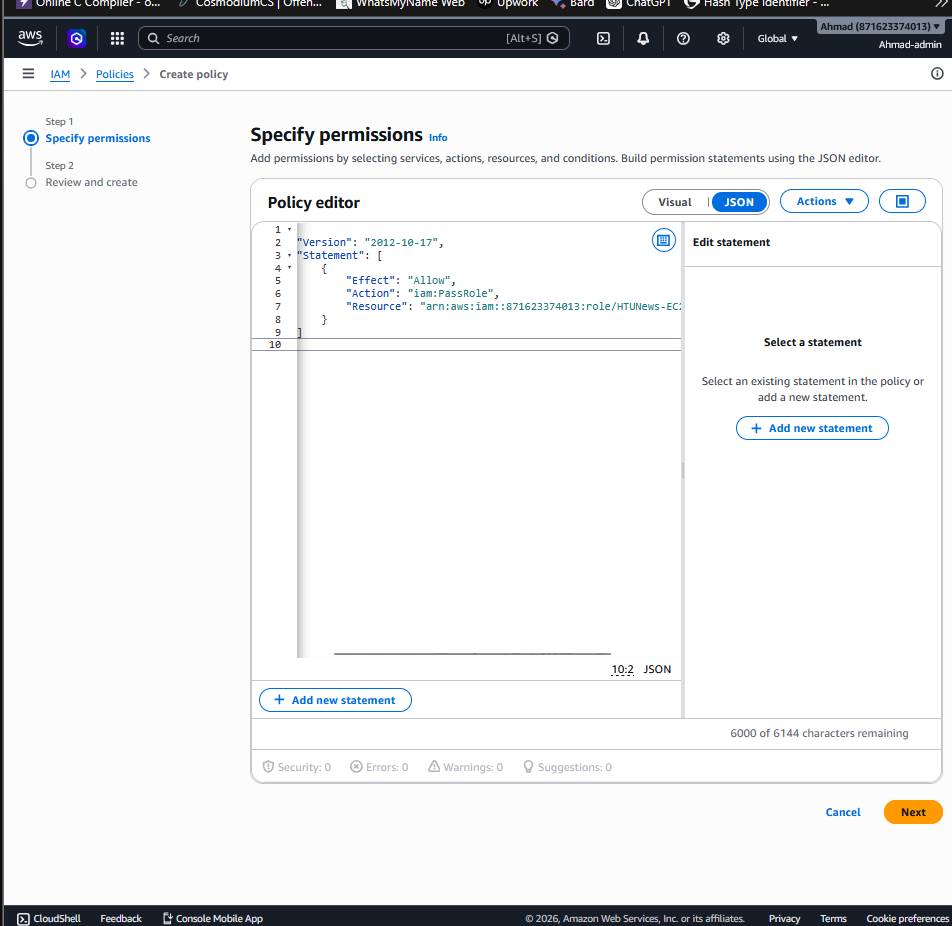 Online C Compiler - o...
CosmodiumCS | Offen...
WhatsMyName Web
Upwork
Bard
ChatGPT
Hash Type Identifier - ...
aws
Search
[Alt+S]
Global
Ahmad (871623374013)
Ahmad-admin
IAM > Policies > Create policy
Step 1
Specify permissions
Step 2
Review and create
Specify permissions Info
Add permissions by selecting services, actions, resources, and conditions. Build permission statements using the JSON editor.
Policy editor
Visual
JSON
Actions
1
2 "Version": "2012-10-17",
3 "Statement": [
4 {
5 "Effect": "Allow",
6 "Action": "iam:PassRole",
7 "Resource": "arn:aws:iam::871623374013:role/HTUNews-EC2
8 }
9 ]
10
Edit statement
Select a statement
Select an existing statement in the policy or
add a new statement.
+ Add new statement
10:2 JSON
+ Add new statement
6000 of 6144 characters remaining
Security: 0
Errors: 0
Warnings: 0
Suggestions: 0
Cancel
Next
CloudShell
Feedback
Console Mobile App
© 2026, Amazon Web Services, Inc. or its affiliates.
Privacy
Terms
Cookie preferences